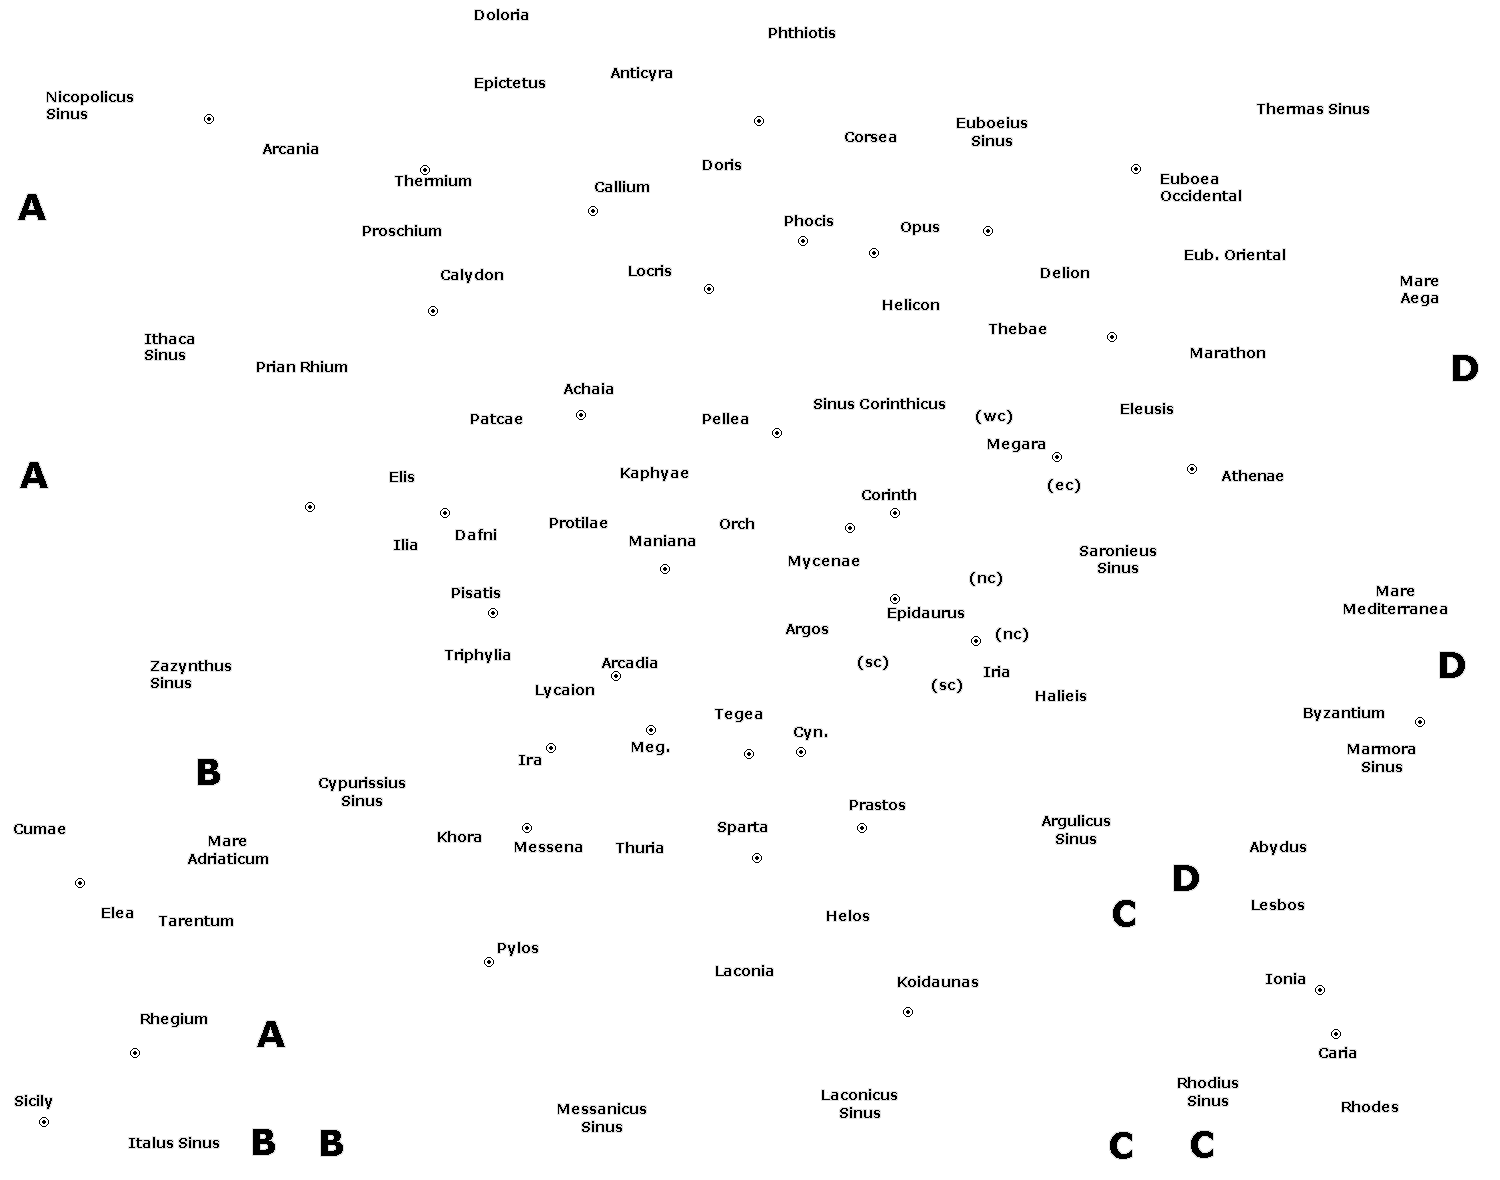 Doloria
Phthiotis
Anticyra
Epictetus
Nicopolicus
Sinus
Thermas Sinus
Euboeius
Sinus
Corsea
Arcania
Doris
Thermium
Callium
Euboea
Occidental
A
Phocis
Opus
Proschium
Eub. Oriental
Locris
Calydon
Delion
Mare
Aega
Helicon
Thebae
Ithaca
Sinus
Marathon
Prian Rhium
D
Achaia
Sinus Corinthicus
Eleusis
(wc)
Patcae
Pellea
Megara
A
Elis
Kaphyae
Athenae
(ec)
Corinth
Protilae
Orch
Dafni
Maniana
Ilia
Saronieus
Sinus
Mycenae
(nc)
Pisatis
Mare
Mediterranea
Epidaurus
Argos
(nc)
Triphylia
Arcadia
(sc)
Zazynthus
Sinus
Iria
D
(sc)
Lycaion
Halieis
Tegea
Byzantium
Cyn.
Meg.
Marmora
Sinus
Ira
B
Cypurissius
Sinus
Prastos
Cumae
Argulicus
Sinus
Sparta
Khora
Mare
Adriaticum
Messena
Thuria
Abydus
D
Lesbos
Elea
Tarentum
C
Helos
Pylos
Laconia
Koidaunas
Ionia
Rhegium
A
Caria
Rhodius
Sinus
Sicily
Laconicus
Sinus
Messanicus
Sinus
Rhodes
Italus Sinus
B
B
C
C